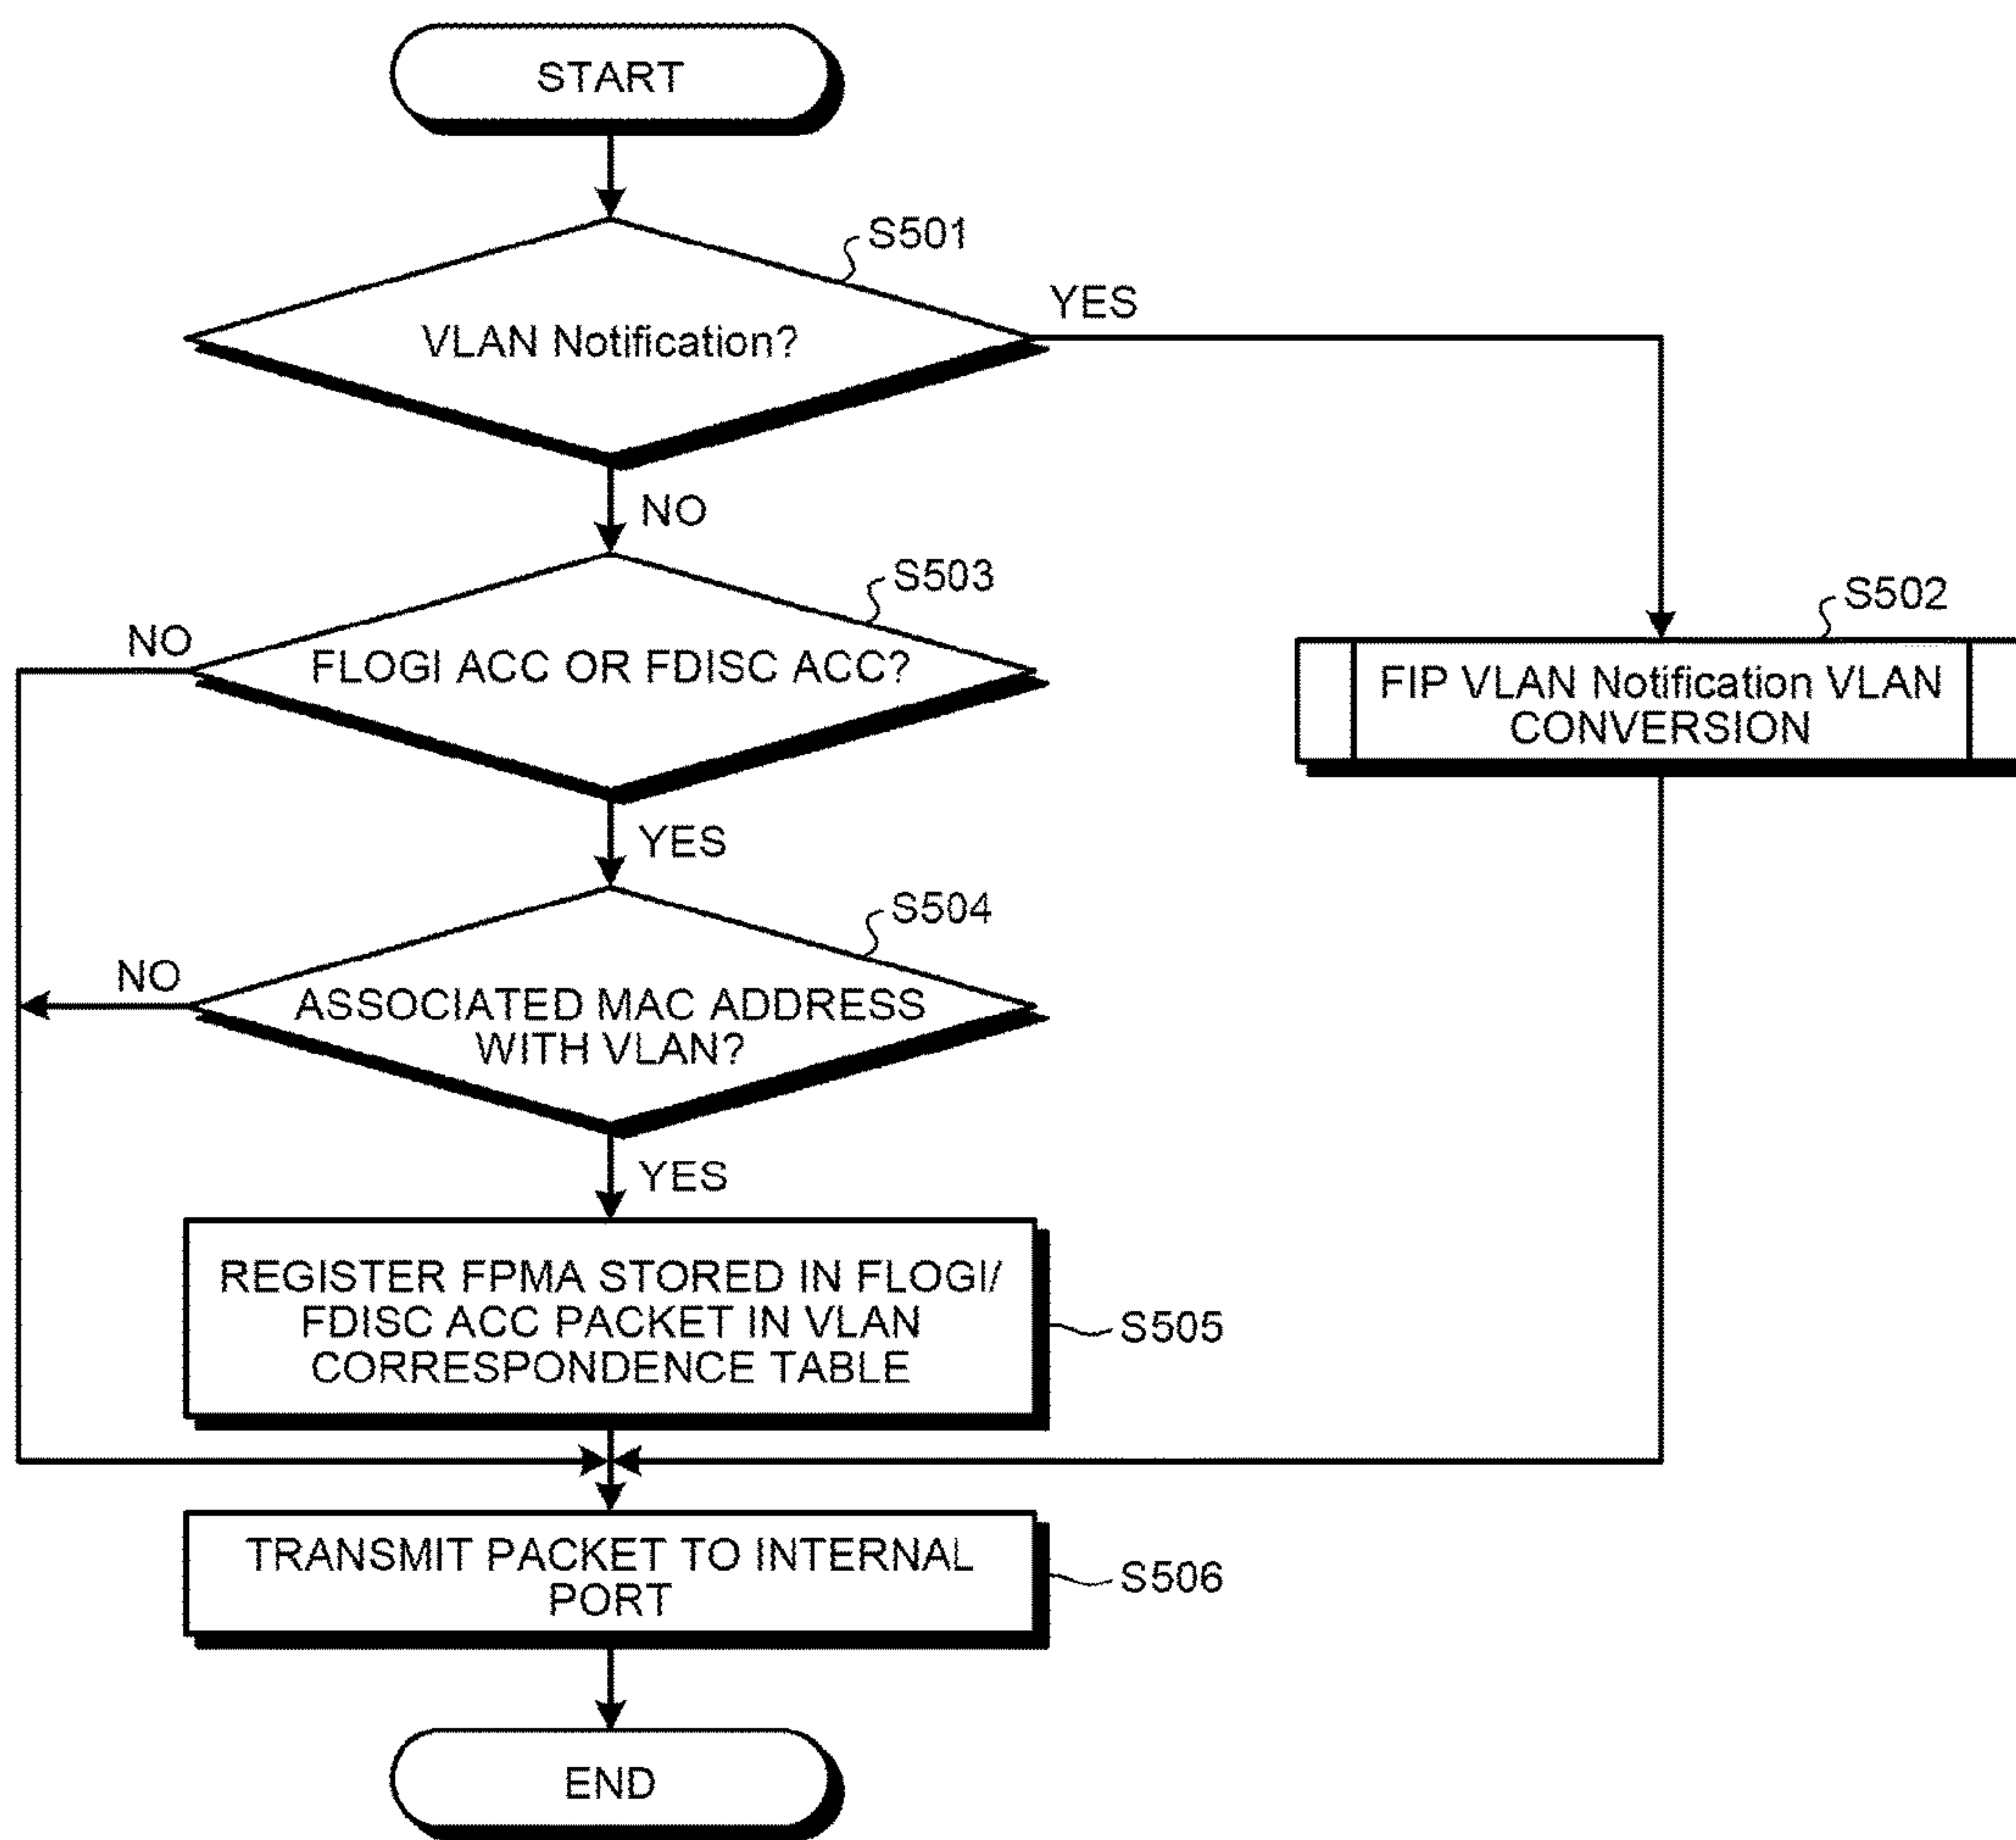 START
S501
VLAN Notification?
YES
NO
S503
NO
FLOGI ACC OR FDISC ACC?
S502
FIP VLAN Notification VLAN
CONVERSION
YES
S504
NO
ASSOCIATED MAC ADDRESS
WITH VLAN?
YES
REGISTER FPMA STORED IN FLOGI/
FDISC ACC PACKET IN VLAN
CORRESPONDENCE TABLE
S505
TRANSMIT PACKET TO INTERNAL
PORT
S506
END